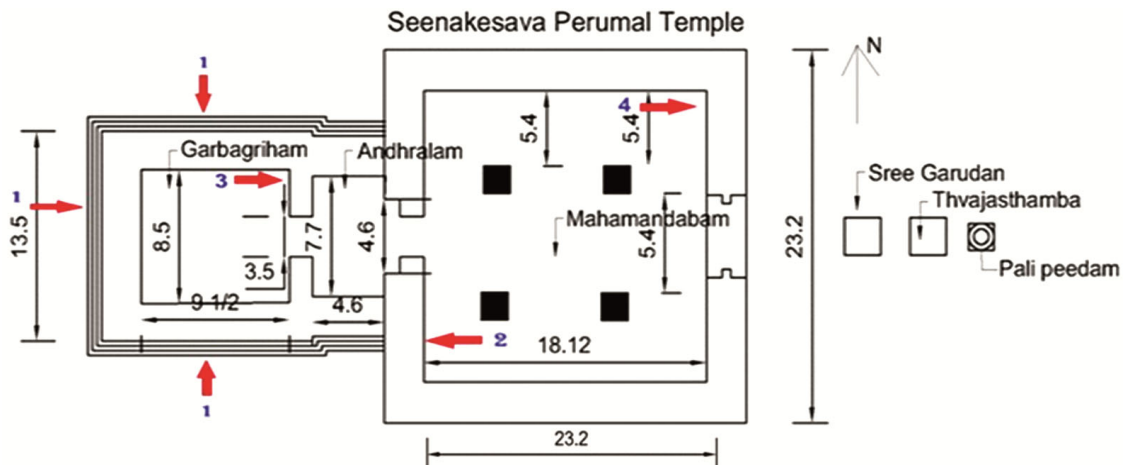 Seenakesava Perumal Temple
N
1
4
5.4
5.4
Garbagriham
Andhralam
3
Sree Garudan
Thvajasthamba
1
13.5
8.5
7.7
4.6
Mahamandabam
5.4
23.2
3.5
Pali peedam
9 1/2
4.6
2
18.12
1
23.2